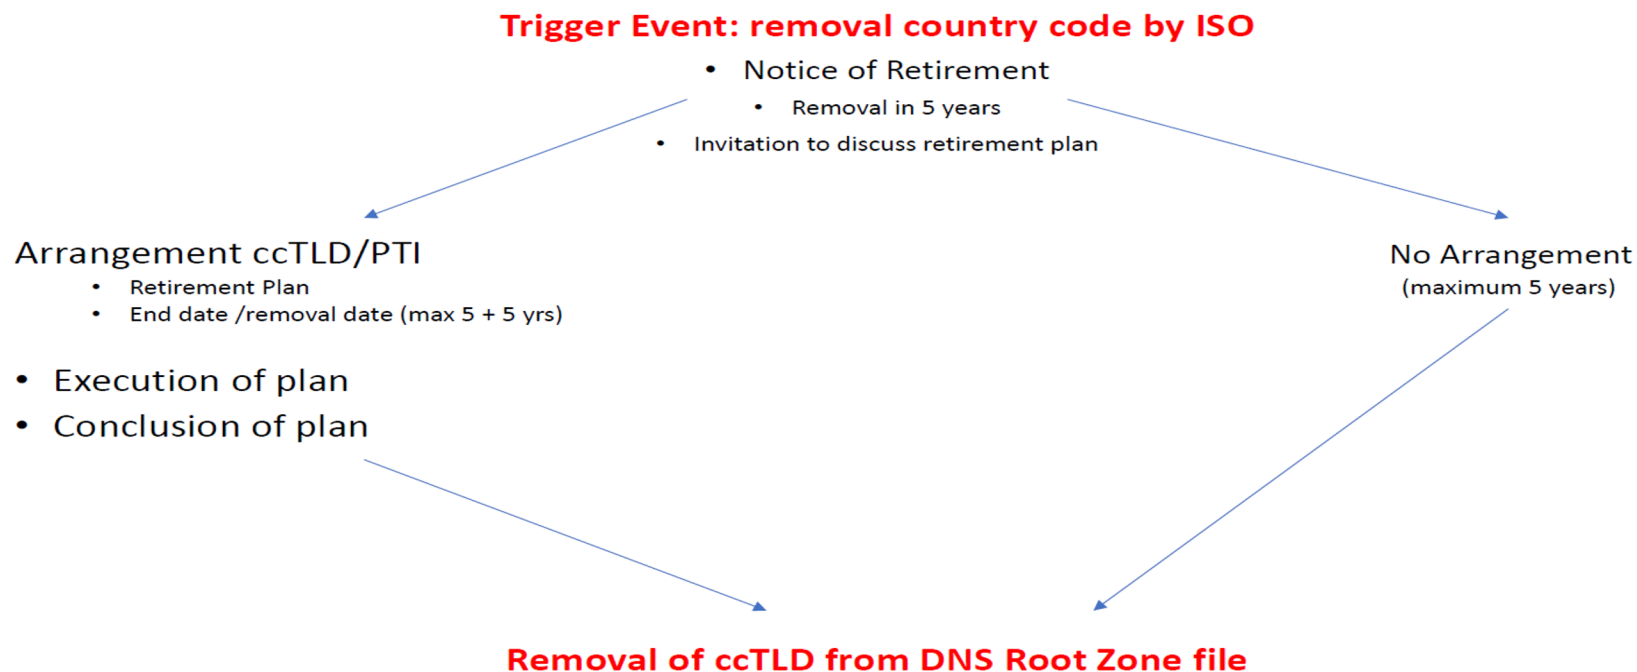 Trigger Event: removal country code by ISO
• Notice of Retirement
• Removal in 5 years
• Invitation to discuss retirement plan
Arrangement ccTLD/PTI
• Retirement Plan
• End date /removal date (max 5 + 5 yrs)
• Execution of plan
• Conclusion of plan
No Arrangement
(maximum 5 years)
Removal of ccTLD from DNS Root Zone file